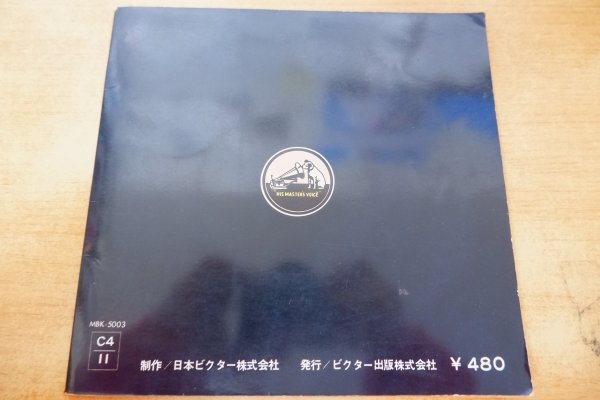 HIS MASTER'S VOICE
MBK-5003
C4
11
制作/日本ビクター株式会社 発行/ビクター出版株式会社 ¥480